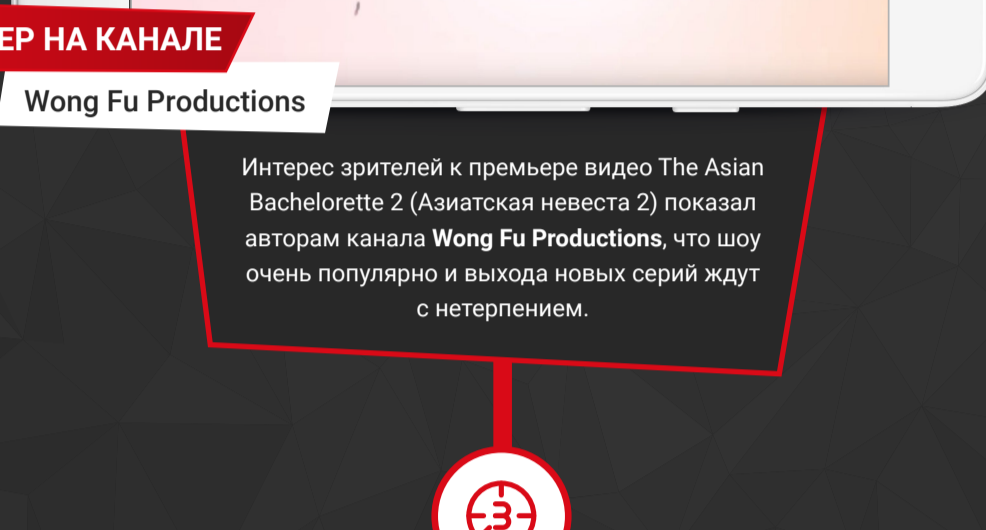 НА КАНАЛЕ
Wong Fu Productions
Интерес зрителей к премьере видео The Asian
Bachelorette 2 (Азиатская невеста 2) показал
авторам канала Wong Fu Productions, что шоу
очень популярно и выхода новых серий ждут
с нетерпением.
3